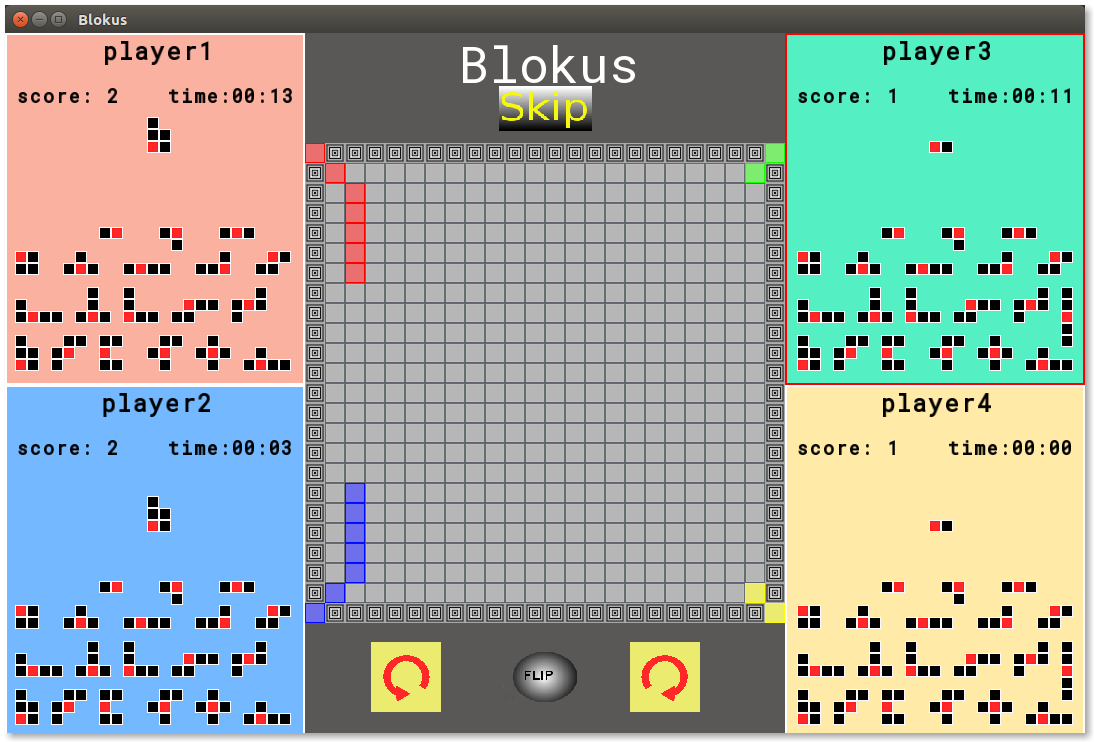 Blokus
player1
score: 2 time:00:13
player2
score: 2 time:00:03
Blokus
Skip
FLIP
player3
score: 1 time:00:11
player4
score: 1 time:00:00